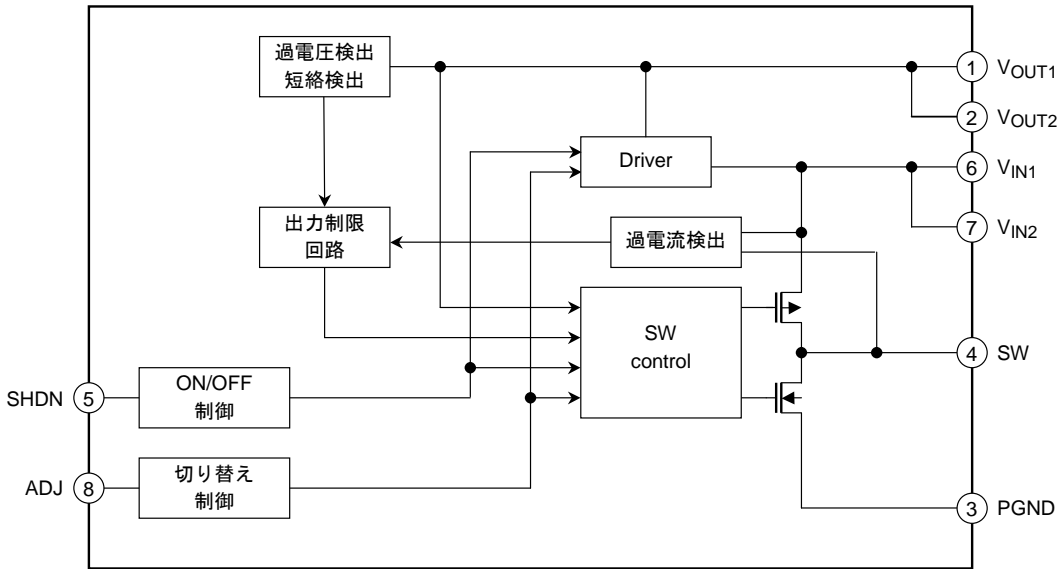 過電圧検出
短絡検出
1 VOUT1
2 VOUT2
Driver
6 VIN1
出力制限
回路
過電流検出
7 VIN2
SW
control
4 SW
SHDN 5
ON/OFF
制御
ADJ 8
切り替え
制御
3 PGND